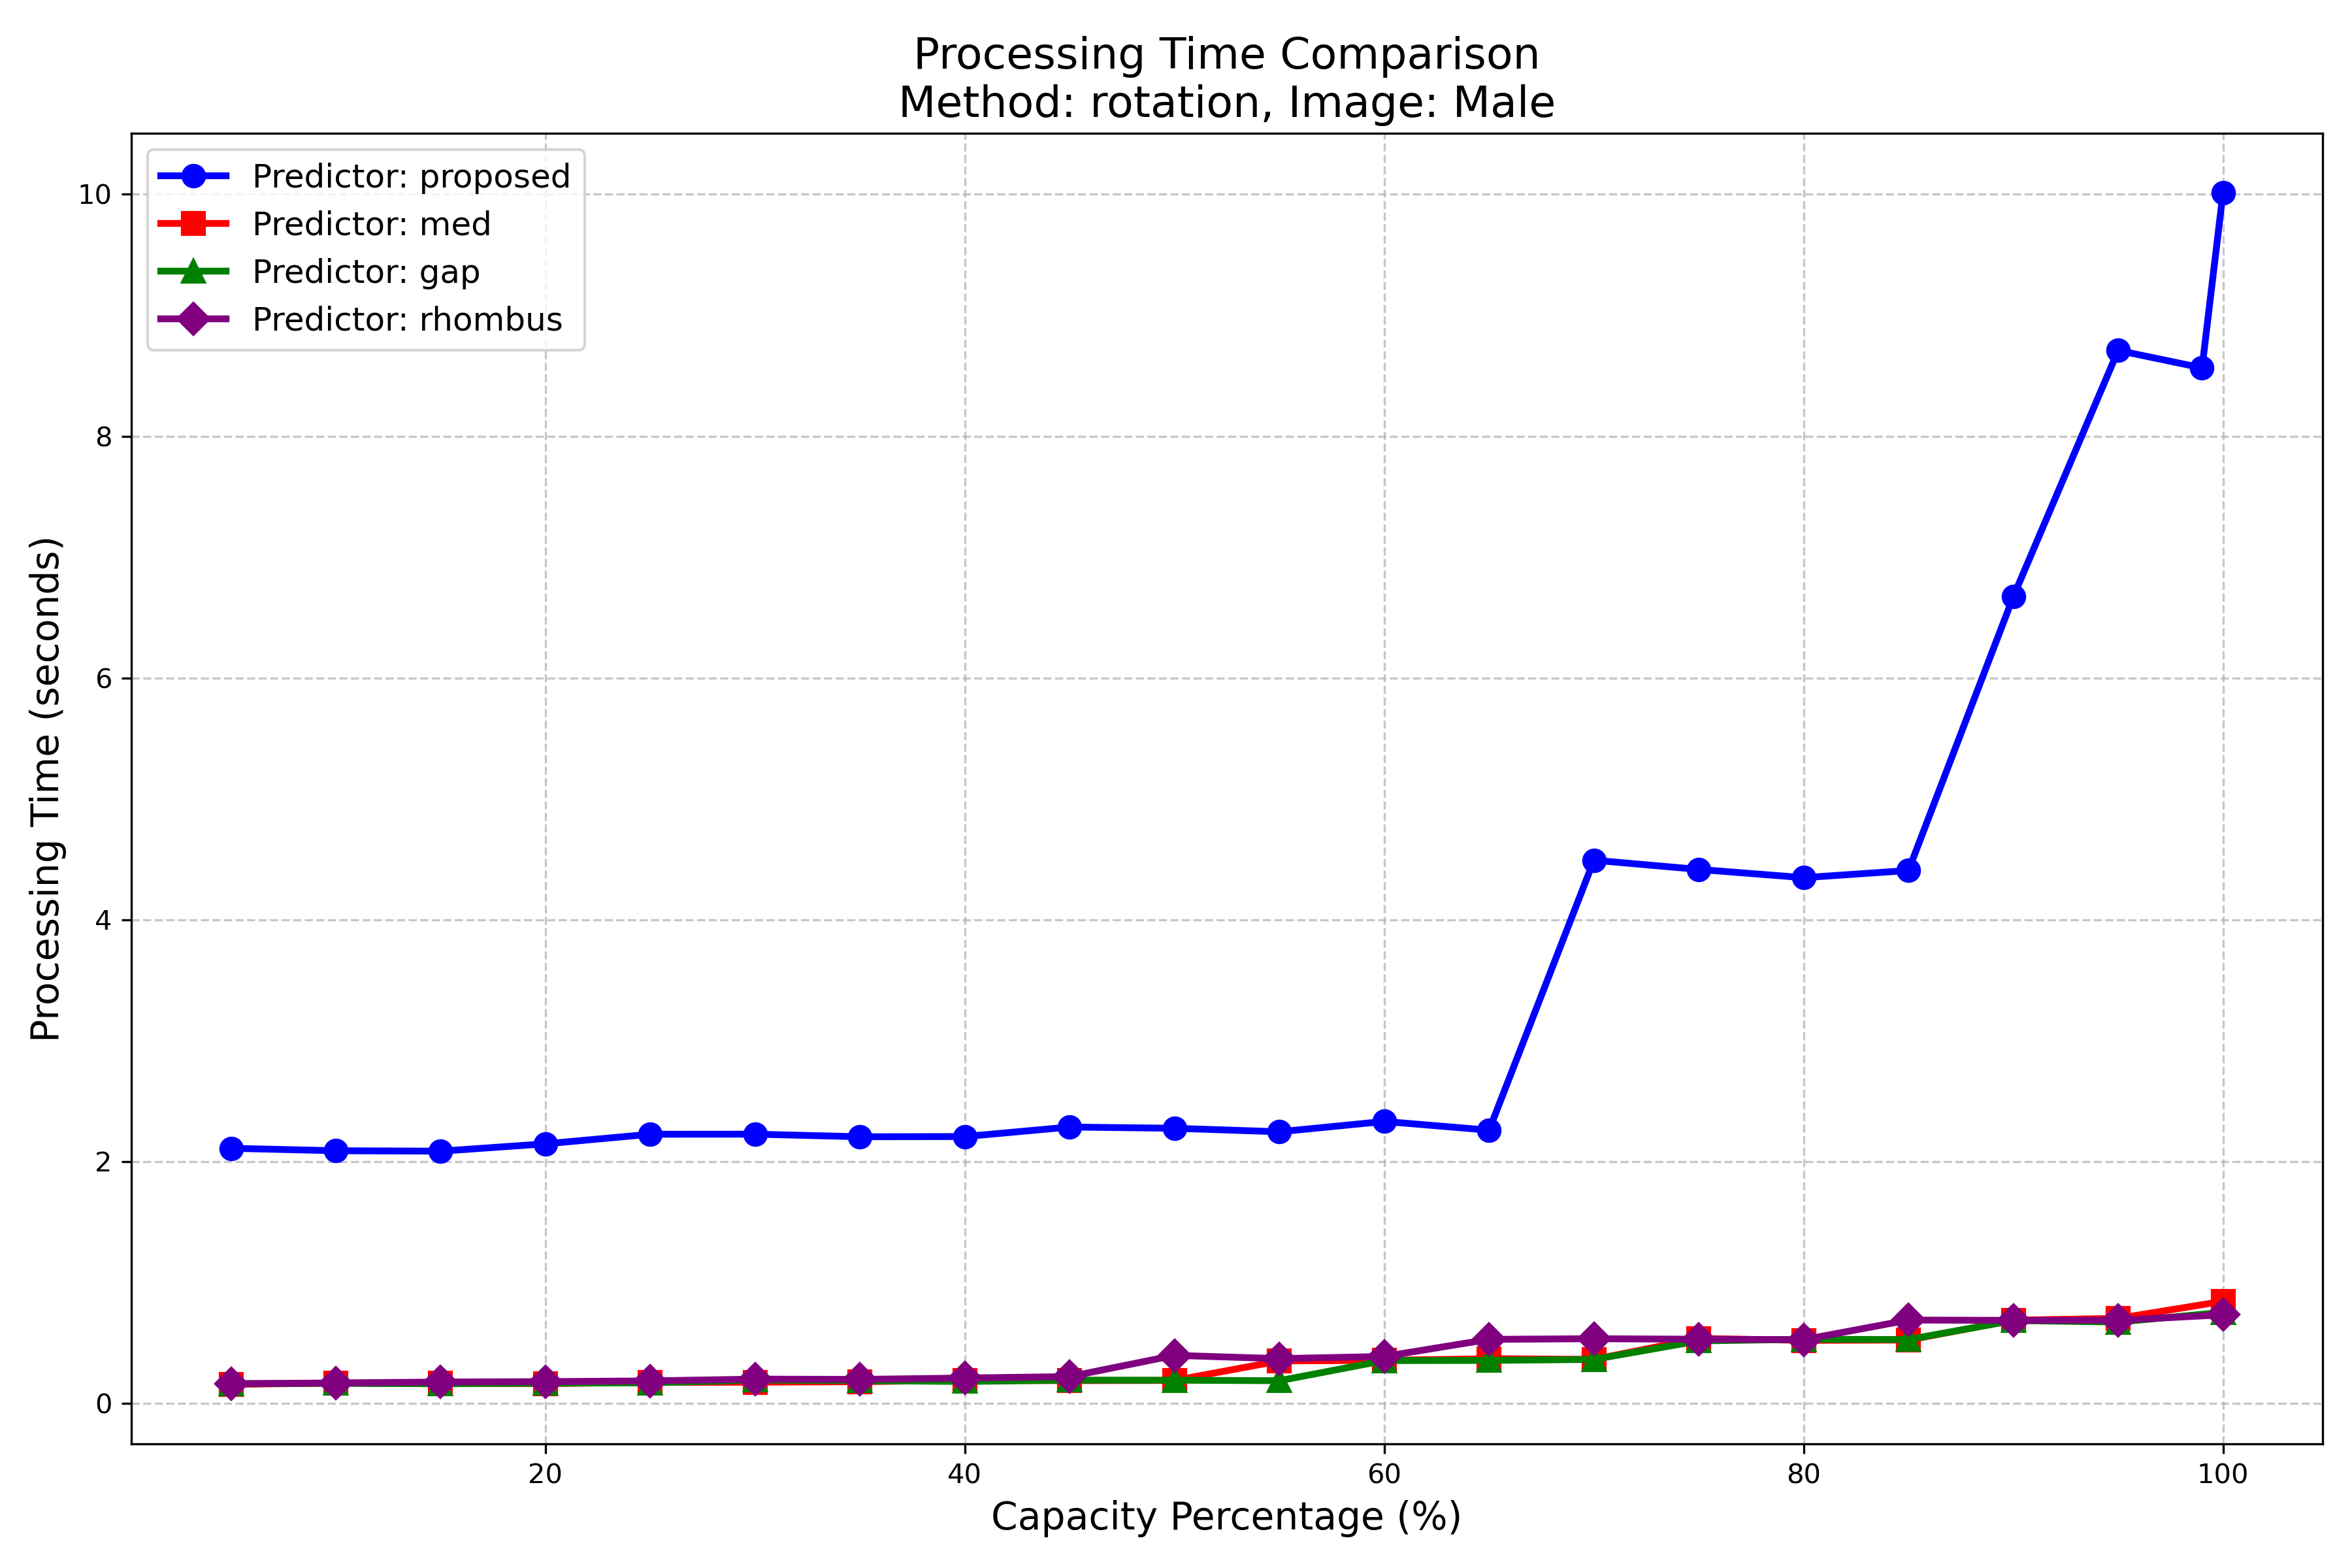 Processing Time Comparison
Method: rotation, Image: Male
Predictor: proposed
Predictor: med
Predictor: gap
Predictor: rhombus
Processing Time (seconds)
10
8
6
4
2
0
20
40
60
80
100
Capacity Percentage (%)